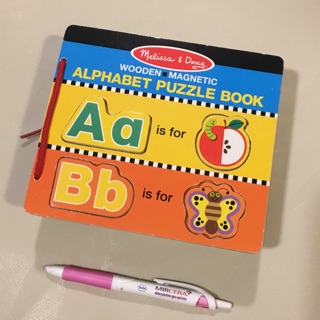 Melissa & Doug
WOODEN ■ MAGNETIC
ALPHABET PUZZLE BOOK
Aa is for
Bb is for
MIRCERA